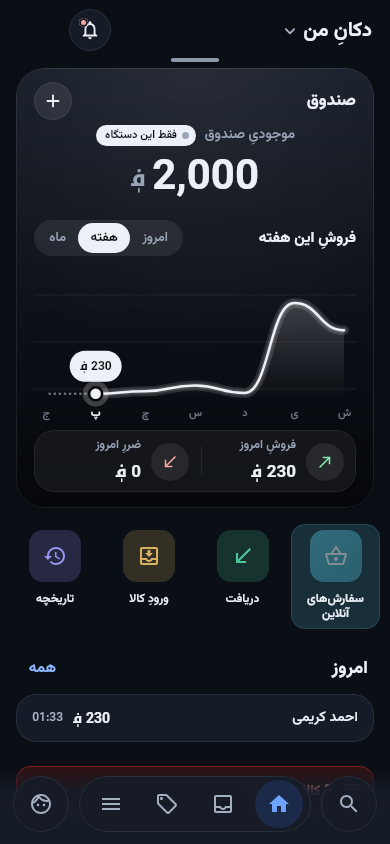 دکانِ من
صندوق
موجودیِ صندوق فقط این دستگاه
2,000 ؋
فروشِ این هفته امروز هفته ماه
230 ؋
ش ی د س چ پ ج
فروشِ امروز
230 ؋
ضررِ امروز
0 ؋
سفارش‌های آنلاین
دریافت
ورودِ کالا
تاریخچه
امروز همه
احمد کریمی 230 ؋ 01:33